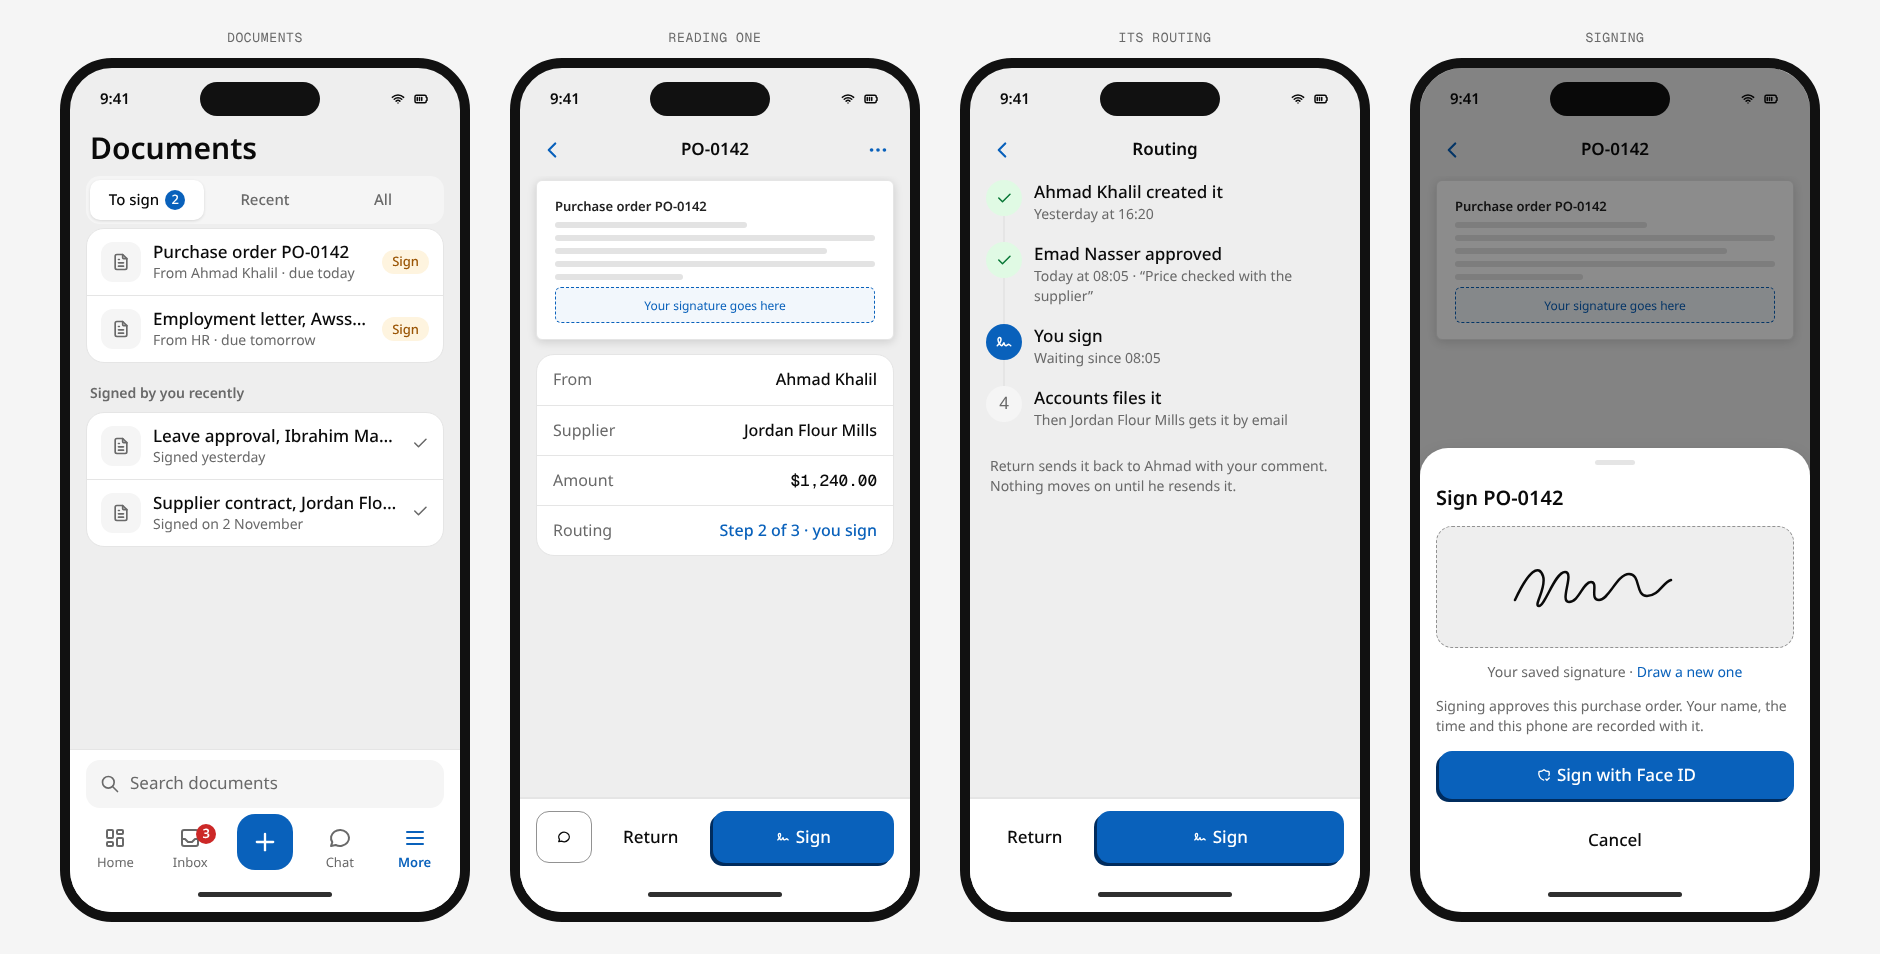 DOCUMENTS
9:41
Documents
To sign 2
Recent
All
Purchase order PO-0142
From Ahmad Khalil · due today
Sign
Employment letter, Awss...
From HR · due tomorrow
Sign
Signed by you recently
Leave approval, Ibrahim Ma...
Signed yesterday
Supplier contract, Jordan Flo...
Signed on 2 November
Search documents
Home
3
Inbox
Chat
More
READING ONE
9:41
PO-0142
Purchase order PO-0142
Your signature goes here
From Ahmad Khalil
Supplier Jordan Flour Mills
Amount $1,240.00
Routing Step 2 of 3 · you sign
Return
Sign
ITS ROUTING
9:41
Routing
Ahmad Khalil created it
Yesterday at 16:20
Emad Nasser approved
Today at 08:05 · “Price checked with the
supplier”
You sign
Waiting since 08:05
4
Accounts files it
Then Jordan Flour Mills gets it by email
Return sends it back to Ahmad with your comment.
Nothing moves on until he resends it.
Return
Sign
SIGNING
9:41
PO-0142
Purchase order PO-0142
Your signature goes here
Sign PO-0142
Your saved signature · Draw a new one
Signing approves this purchase order. Your name, the
time and this phone are recorded with it.
Sign with Face ID
Cancel